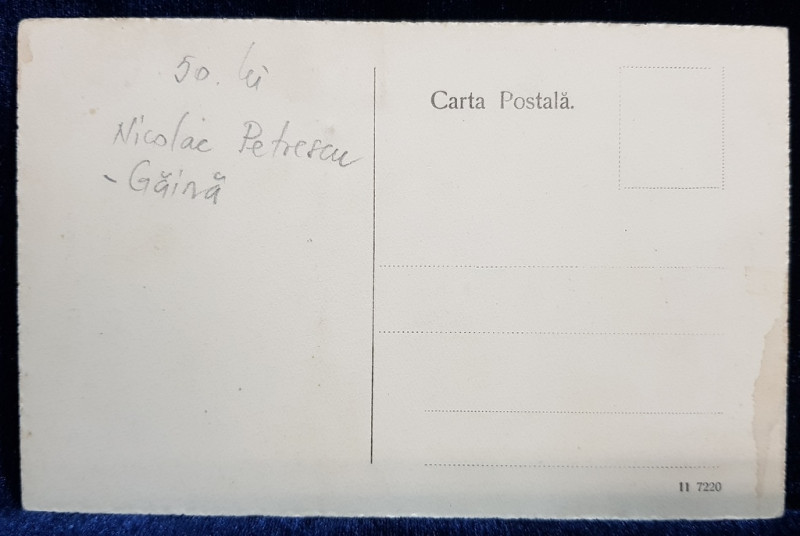 50. lei
Nicolae Petrescu
- Găină
Carta Postală.
11 7220